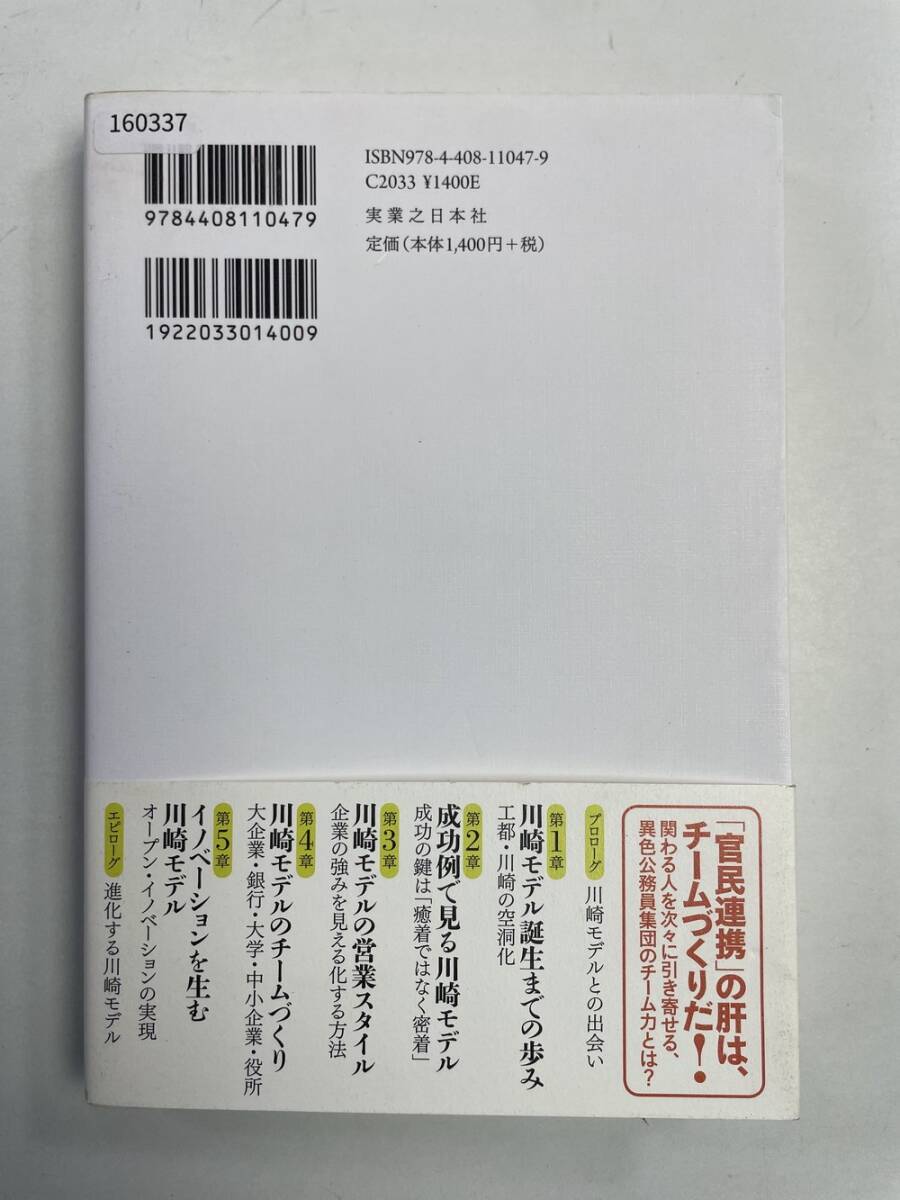 160337
9784408110479
1922033014009
ISBN978-4-408-11047-9
C2033 ¥1400E
実業之日本社
定価(本体1,400円+税)
「官民連携」の肝は、
チームづくりだ!
関わる人を次々に引き寄せる、
異色公務員集団のチーム力とは?
プロローグ 川崎モデルとの出会い
第1章
川崎モデル誕生までの歩み
工都・川崎の空洞化
第2章
成功例で見る川崎モデル
成功の鍵は「癒着ではなく密着」
第3章
川崎モデルの営業スタイル
企業の強みを見える化する方法
第4章
川崎モデルのチームづくり
大企業・銀行・大学・中小企業・役所
第5章
イノベーションを生む
川崎モデル
オープン・イノベーションの実現
エピローグ 進化する川崎モデル